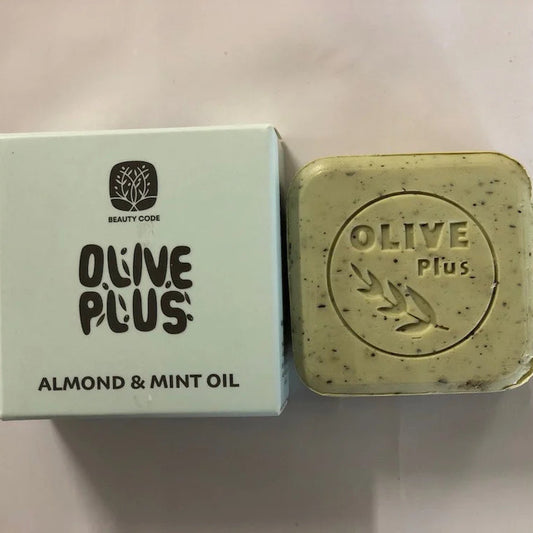 BEAUTY CODE
OLIVE
PLUS
ALMOND & MINT OIL
OLIVE
Plus